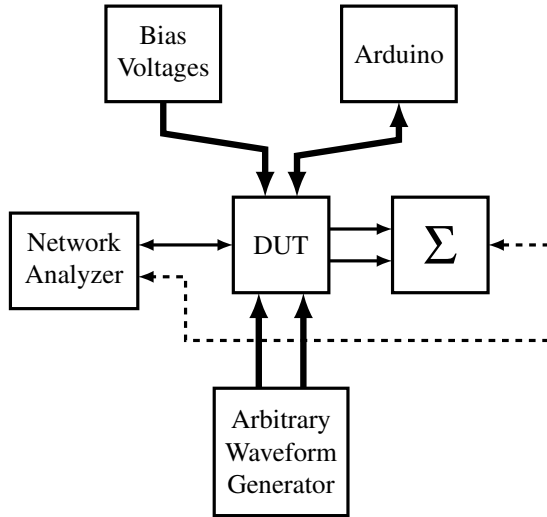 Bias
Voltages
Arduino
Network
Analyzer
DUT
Σ
Arbitrary
Waveform
Generator